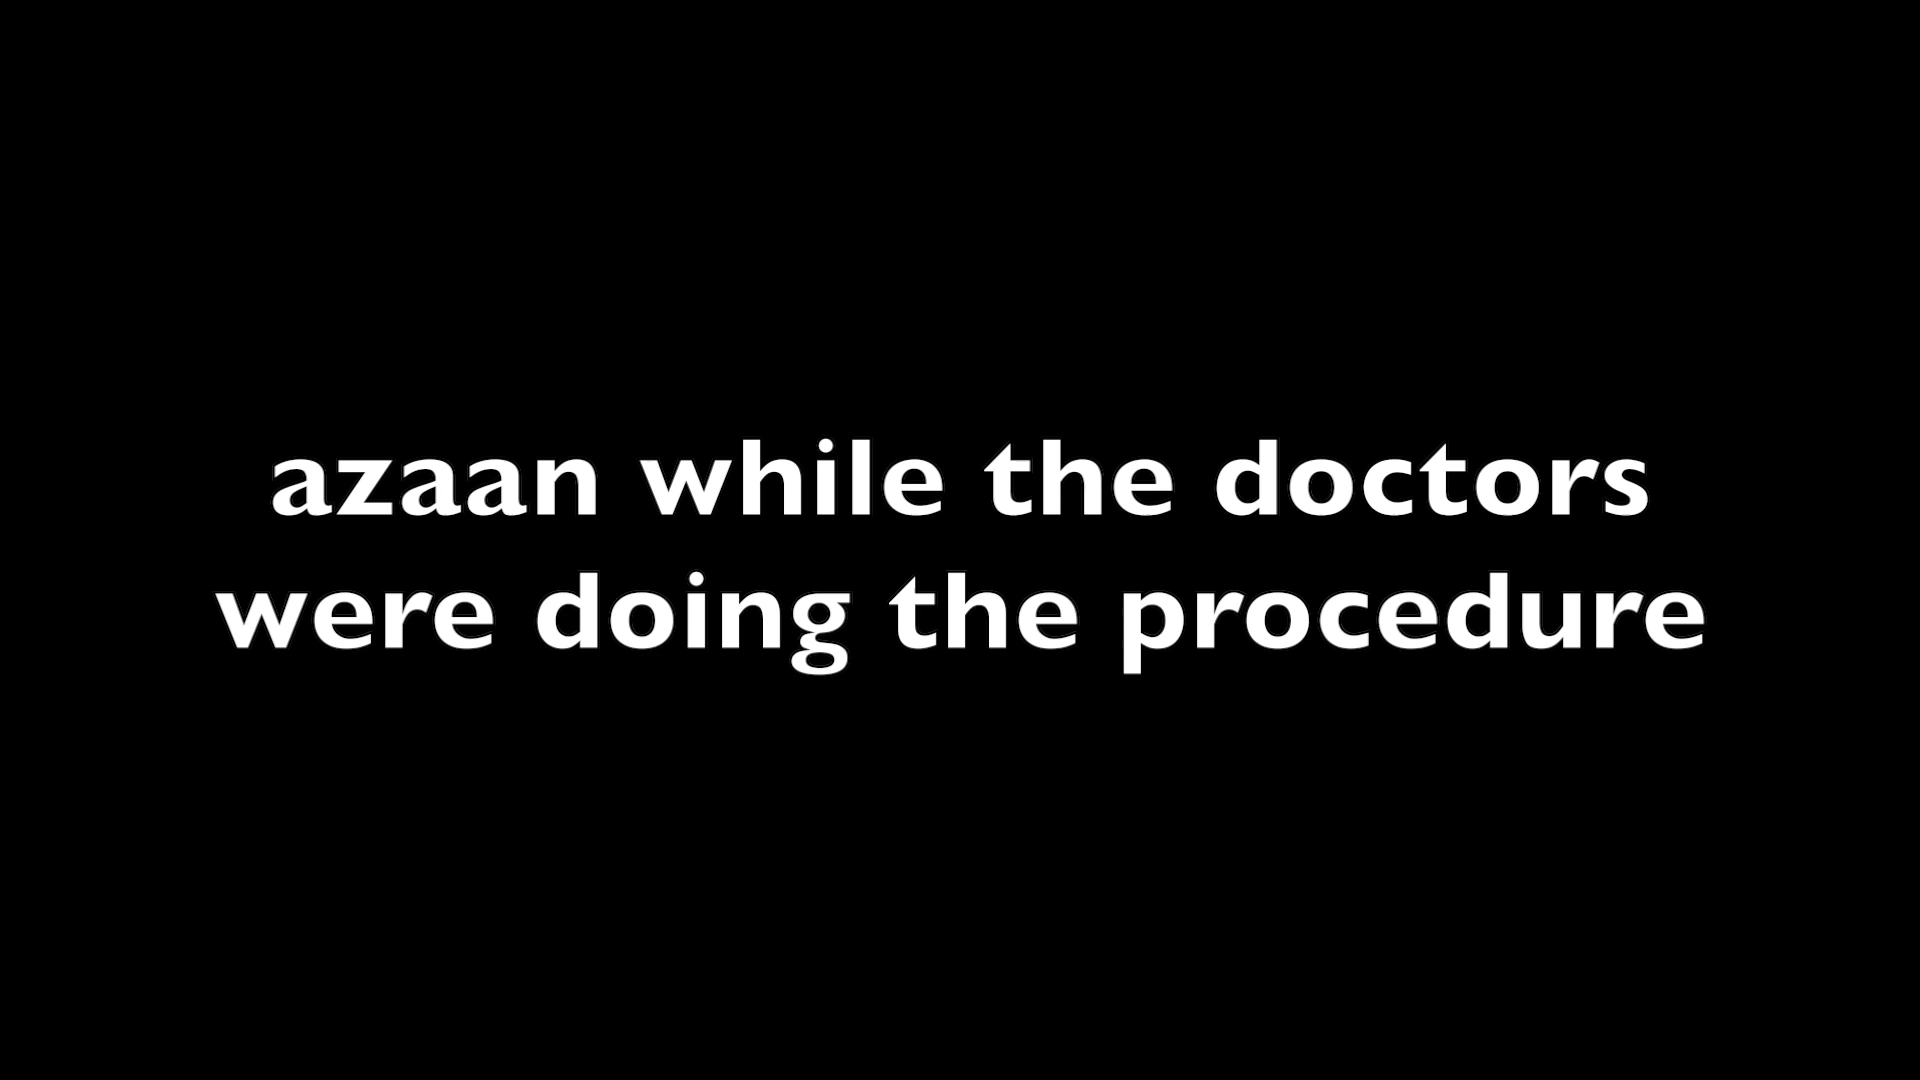 azaan while the doctors
were doing the procedure